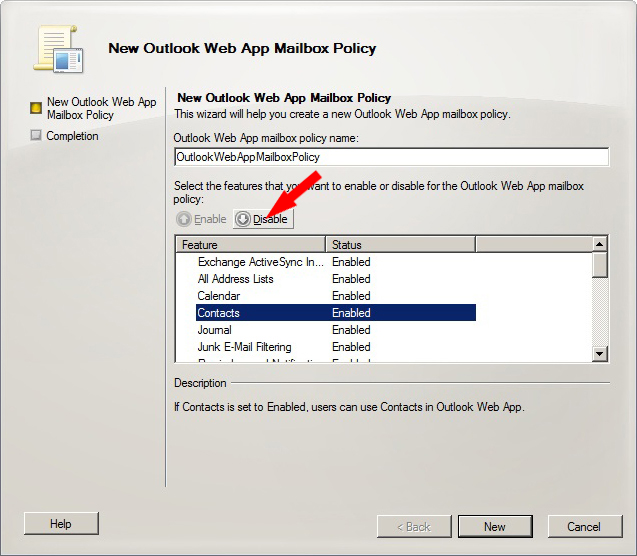 New Outlook Web App Mailbox Policy
New Outlook Web App
Mailbox Policy
Completion
New Outlook Web App Mailbox Policy
This wizard will help you create a new Outlook Web App mailbox policy.
Outlook Web App mailbox policy name:
OutlookWebAppMailboxPolicy
Select the features that you want to enable or disable for the Outlook Web App mailbox
policy:
Enable Disable
Feature Status
Exchange ActiveSync In... Enabled
All Address Lists Enabled
Calendar Enabled
Contacts Enabled
Journal Enabled
Junk E-Mail Filtering Enabled
Description
If Contacts is set to Enabled, users can use Contacts in Outlook Web App.
Help < Back New Cancel